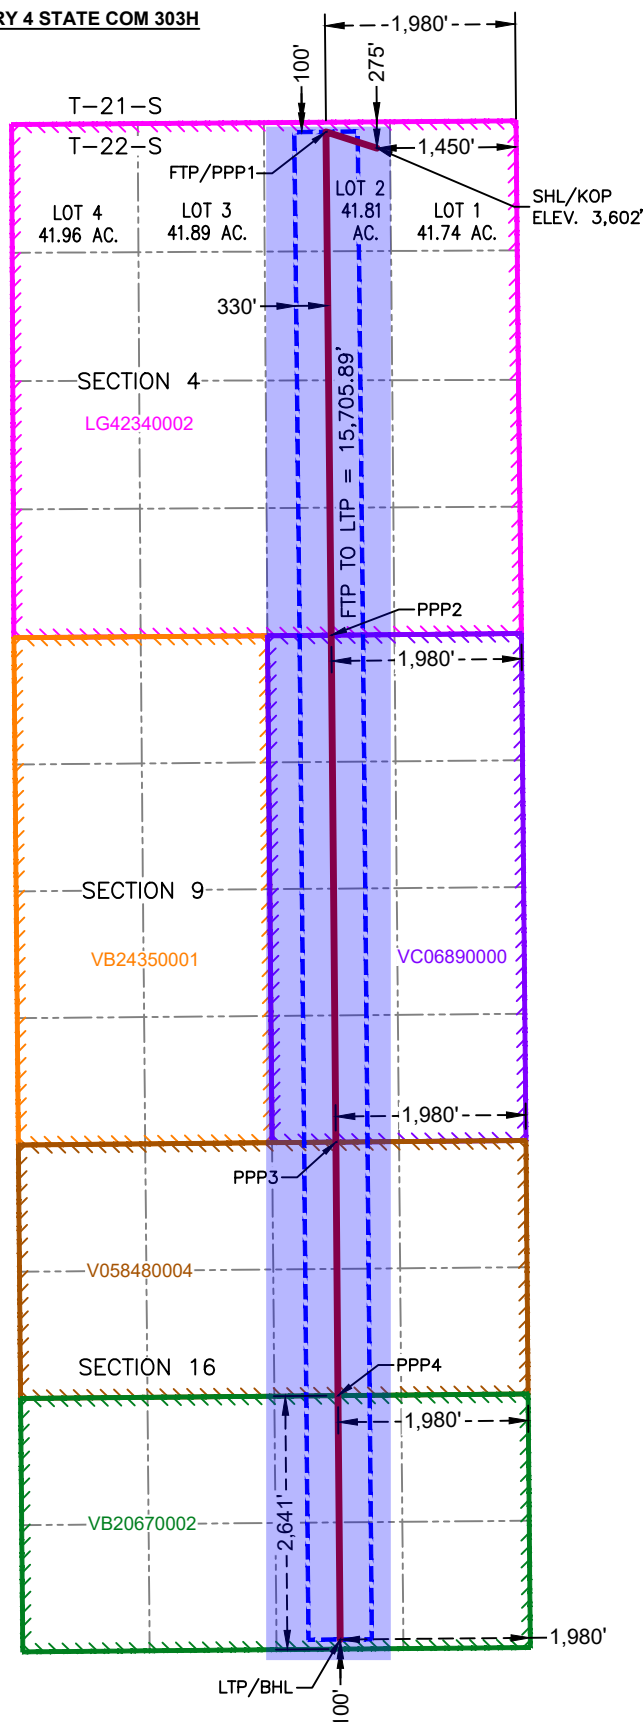 RY 4 STATE COM 303H
1,980'
100'
275'
T-21-S
T-22-S
FTP/PPP1
1,450'
SHL/KOP
ELEV. 3,602'
LOT 4
41.96 AC.
LOT 3
41.89 AC.
LOT 2
41.81
AC.
LOT 1
41.74 AC.
330'
SECTION 4
LG42340002
FTP TO LTP = 15,705.89'
PPP2
1,980'
SECTION 9
VB24350001
VC06890000
1,980'
PPP3
V058480004
SECTION 16
PPP4
1,980'
2,641'
VB20670002
1,980'
LTP/BHL
100'